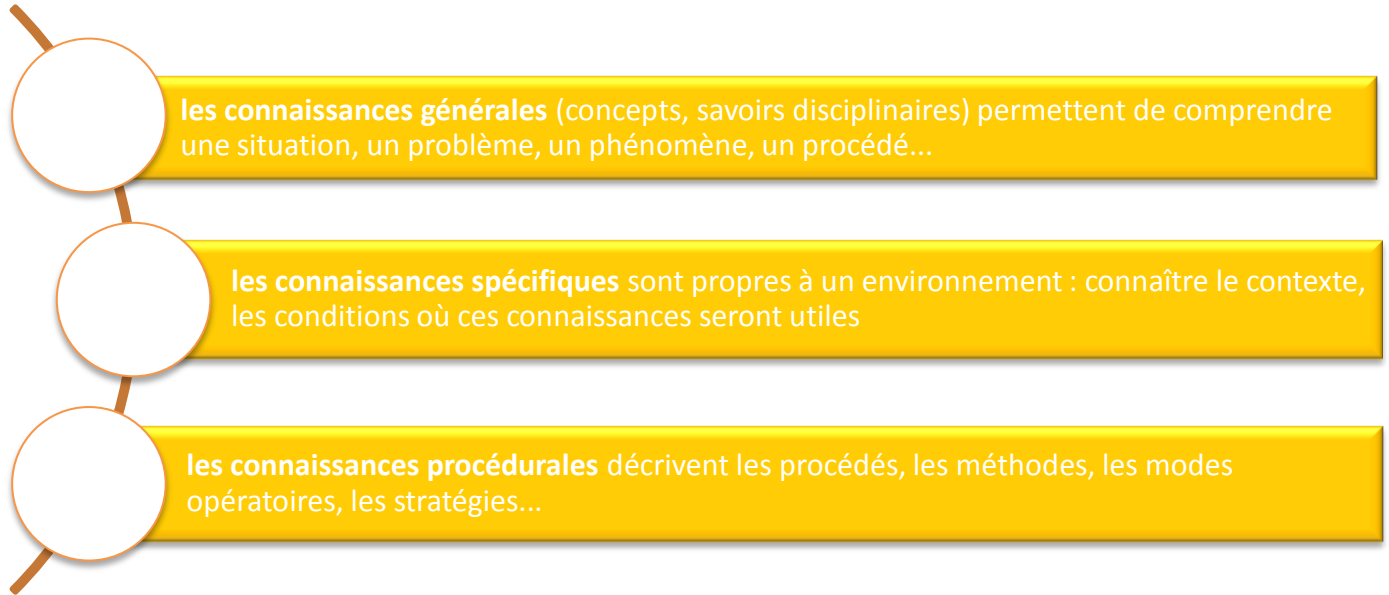 les connaissances générales (concepts, savoirs disciplinaires) permettent de comprendre
une situation, un problème, un phénomène, un procédé...
les connaissances spécifiques sont propres à un environnement : connaître le contexte,
les conditions où ces connaissances seront utiles
les connaissances procédurales décrivent les procédés, les méthodes, les modes
opératoires, les stratégies...